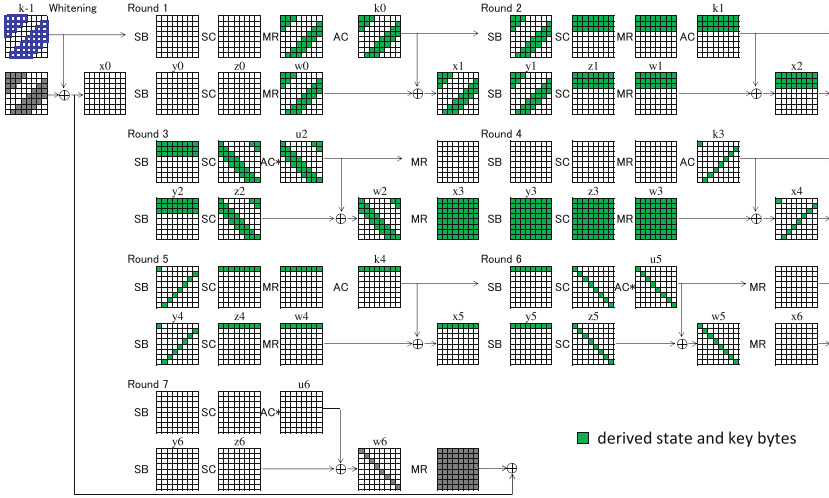 k-1 Whitening Round 1 k0 Round 2 k1
SB SC MR AC SB SC MR AC
x0 y0 z0 w0 x1 y1 z1 w1 x2
SB SC MR SB SC MR
Round 3 u2 Round 4 k3
SB SC AC* MR SB SC MR AC
y2 z2 w2 x3 y3 z3 w3 x4
SB SC MR SB SC MR
Round 5 k4 Round 6 u5
SB SC MR AC SB SC AC* MR
y4 z4 w4 x5 y5 z5 w5 x6
SB SC MR SB SC MR
Round 7 u6
SB SC AC*
derived state and key bytes
y6 z6 w6
SB SC MR